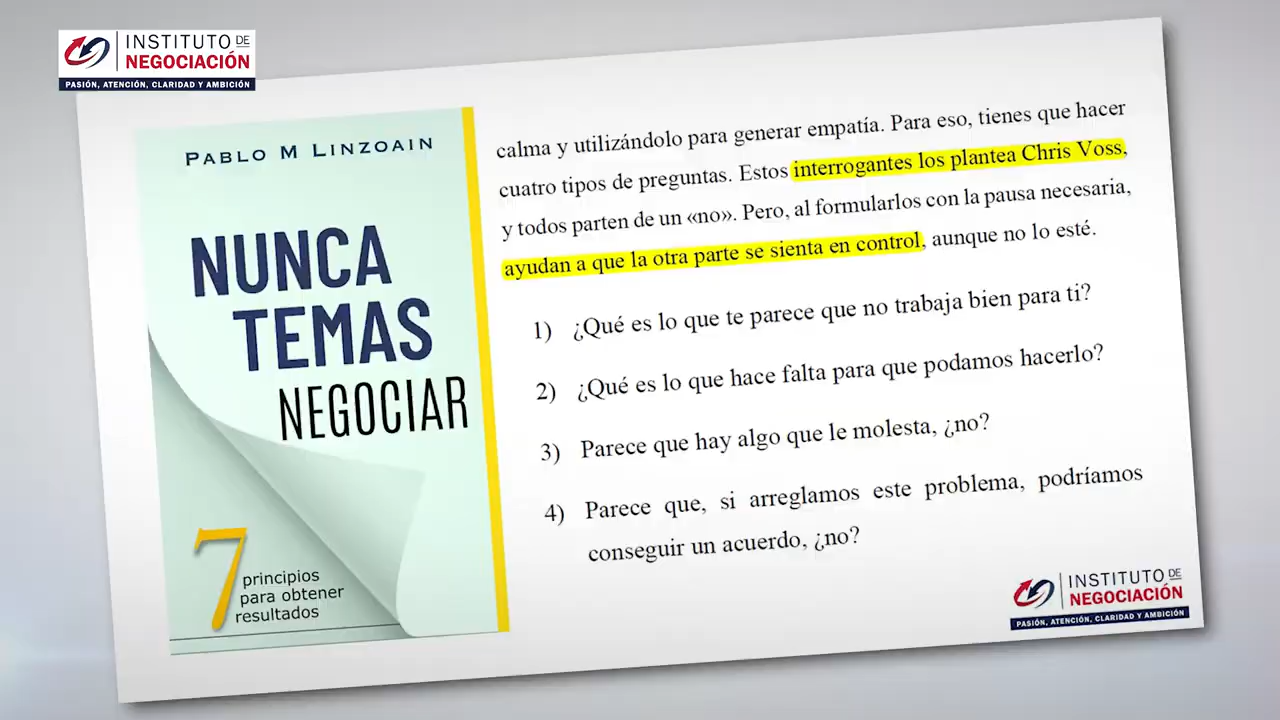 INSTITUTO DE
NEGOCIACIÓN
PASIÓN, ATENCIÓN, CLARIDAD Y AMBICIÓN
PABLO M LINZOAIN
NUNCA
TEMAS
NEGOCIAR
7
principios
para obtener
resultados
calma y utilizándolo para generar empatía. Para eso, tienes que hacer
cuatro tipos de preguntas. Estos interrogantes los plantea Chris Voss,
y todos parten de un «no». Pero, al formularlos con la pausa necesaria,
ayudan a que la otra parte se sienta en control, aunque no lo esté.
1) ¿Qué es lo que te parece que no trabaja bien para ti?
2) ¿Qué es lo que hace falta para que podamos hacerlo?
3) Parece que hay algo que le molesta, ¿no?
4) Parece que, si arreglamos este problema, podríamos
conseguir un acuerdo, ¿no?
INSTITUTO DE
NEGOCIACIÓN
PASIÓN, ATENCIÓN, CLARIDAD Y AMBICIÓN